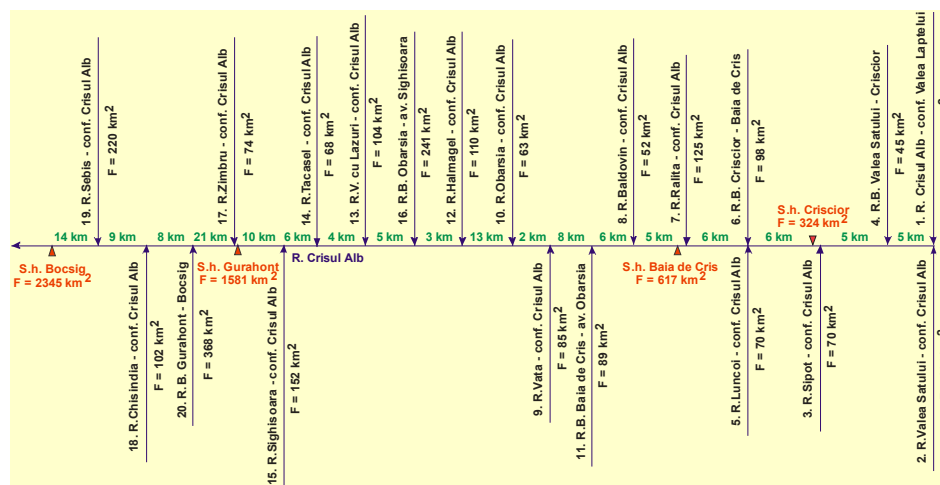 19. R.Sebis - conf. Crisul Alb
F = 220 km2
17. R.Zimbru - conf. Crisul Alb
F = 74 km2
14. R.Tacasel - conf. Crisul Alb
F = 68 km2
13. R.V. cu Lazuri - conf. Crisul Alb
F = 104 km2
16. R.B. Obarsia - av. Sighisoara
F = 241 km2
12. R.Halmagel - conf. Crisul Alb
F = 110 km2
10. R.Obarsia - conf. Crisul Alb
F = 63 km2
8. R.Baldovin - conf. Crisul Alb
F = 52 km2
7. R.Ralita - conf. Crisul Alb
F = 125 km2
6. R.B. Criscior - Baia de Cris
F = 98 km2
S.h. Criscior
F = 324 km2
4. R.B. Valea Satului - Criscior
F = 45 km2
1. R. Crisul Alb - conf. Valea Laptelui
14 km 9 km 8 km 21 km 10 km 6 km 4 km 5 km 3 km 13 km 2 km 8 km 6 km 5 km 6 km 6 km 5 km 5 km
R. Crisul Alb
S.h. Bocsig
F = 2345 km2
S.h. Gurahont
F = 1581 km2
S.h. Baia de Cris
F = 617 km2
18. R.Chisindia - conf. Crisul Alb
F = 102 km2
20. R.B. Gurahont - Bocsig
F = 368 km2
15. R.Sighisoara - conf. Crisul Alb
F = 152 km2
9. R.Vata - conf. Crisul Alb
F = 85 km2
11. R.B. Baia de Cris - av. Obarsia
F = 89 km2
5. R.Luncoi - conf. Crisul Alb
F = 70 km2
3. R.Sipot - conf. Crisul Alb
F = 70 km2
2. R.Valea Satului - conf. Crisul Alb